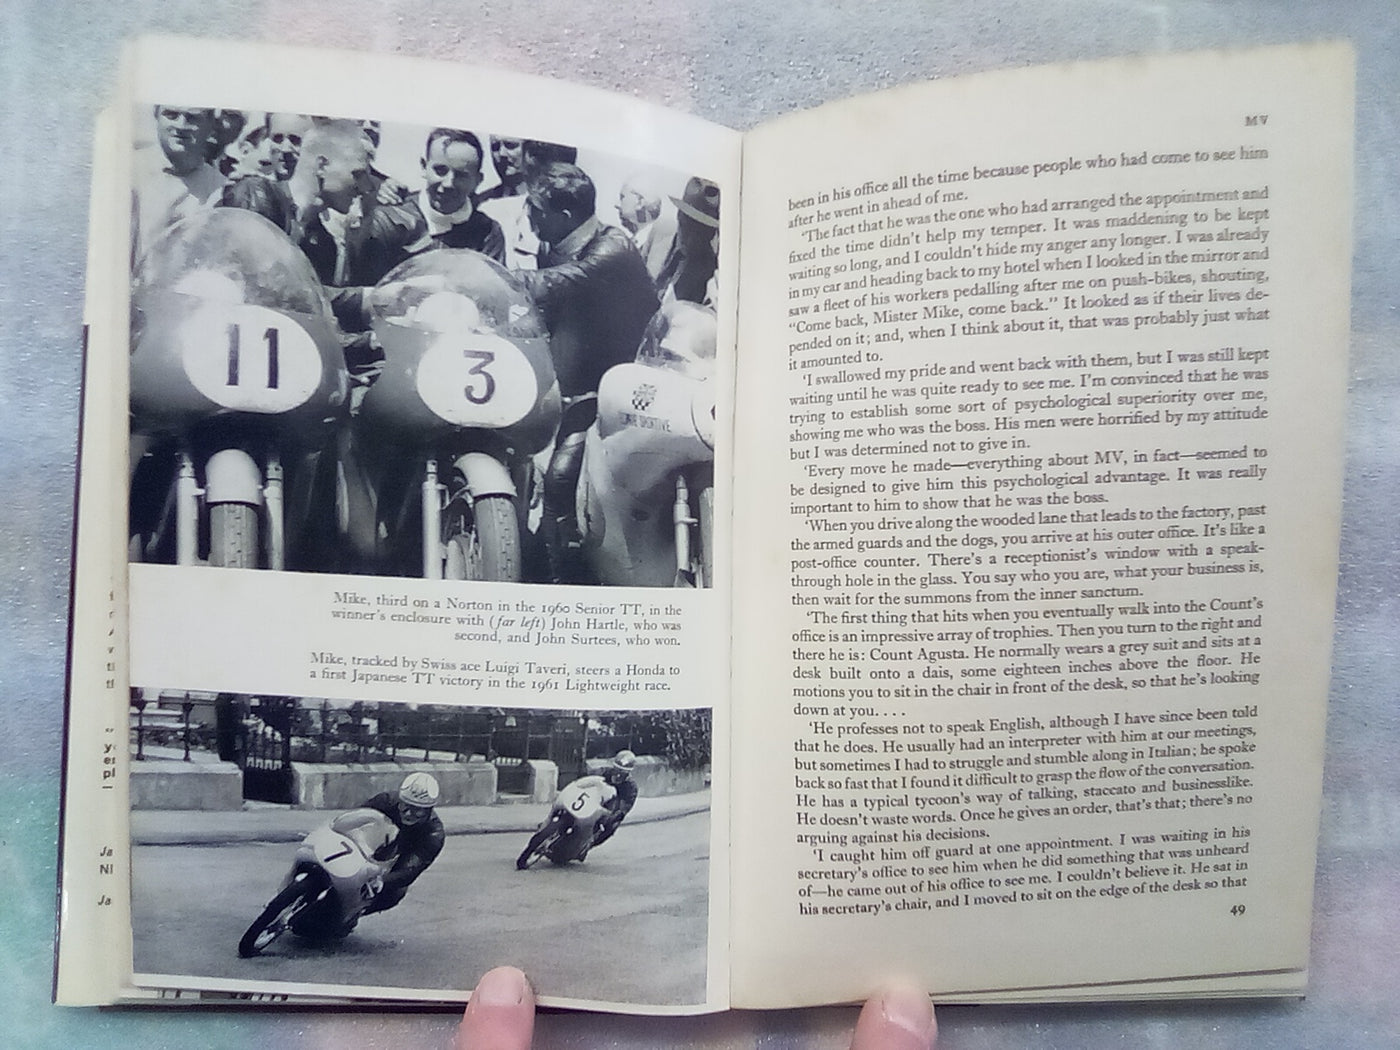 11
3
Mike, third on a Norton in the 1960 Senior TT, in the
winner's enclosure with (far left) John Hartle, who was
second, and John Surtees, who won.
Mike, tracked by Swiss ace Luigi Taveri, steers a Honda to
a first Japanese TT victory in the 1961 Lightweight race.
7
5
MV
been in his office all the time because people who had come to see him
after he went in ahead of me.
'The fact that he was the one who had arranged the appointment and
fixed the time didn't help my temper. It was maddening to be kept
waiting so long, and I couldn't hide my anger any longer. I was already
in my car and heading back to my hotel when I looked in the mirror and
saw a fleet of his workers pedalling after me on push-bikes, shouting,
"Come back, Mister Mike, come back." It looked as if their lives de-
pended on it; and, when I think about it, that was probably just what
it amounted to.
'I swallowed my pride and went back with them, but I was still kept
waiting until he was quite ready to see me. I'm convinced that he was
trying to establish some sort of psychological superiority over me,
showing me who was the boss. His men were horrified by my attitude
but I was determined not to give in.
'Every move he made—everything about MV, in fact—seemed to
be designed to give him this psychological advantage. It was really
important to him to show that he was the boss.
'When you drive along the wooded lane that leads to the factory, past
the armed guards and the dogs, you arrive at his outer office. It's like a
post-office counter. There's a receptionist's window with a speak-
through hole in the glass. You say who you are, what your business is,
then wait for the summons from the inner sanctum.
'The first thing that hits when you eventually walk into the Count's
office is an impressive array of trophies. Then you turn to the right and
there he is: Count Agusta. He normally wears a grey suit and sits at a
desk built onto a dais, some eighteen inches above the floor. He
motions you to sit in the chair in front of the desk, so that he's looking
down at you. . . .
'He professes not to speak English, although I have since been told
that he does. He usually had an interpreter with him at our meetings,
but sometimes I had to struggle and stumble along in Italian; he spoke
back so fast that I found it difficult to grasp the flow of the conversation.
He has a typical tycoon's way of talking, staccato and businesslike.
He doesn't waste words. Once he gives an order, that's that; there's no
arguing against his decisions.
'I caught him off guard at one appointment. I was waiting in his
secretary's office to see him when he did something that was unheard
of—he came out of his office to see me. I couldn't believe it. He sat in
his secretary's chair, and I moved to sit on the edge of the desk so that
49